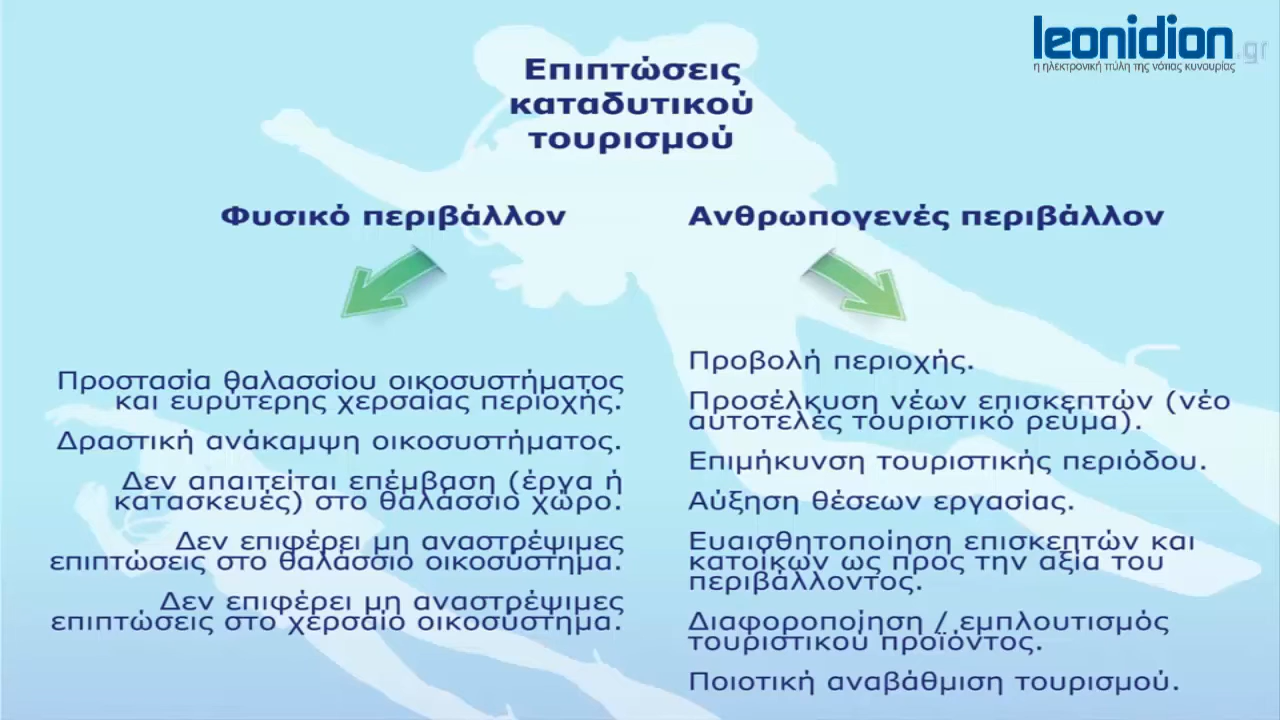 leonidion.gr
η ηλεκτρονική πύλη της νότιας κυνουρίας
Επιπτώσεις
καταδυτικού
τουρισμού
Φυσικό περιβάλλον
Προστασία θαλασσίου οικοσυστήματος
και ευρύτερης χερσαίας περιοχής.
Δραστική ανάκαμψη οικοσυστήματος.
Δεν απαιτείται επέμβαση (έργα ή
κατασκευές) στο θαλάσσιο χώρο.
Δεν επιφέρει μη αναστρέψιμες
επιπτώσεις στο θαλάσσιο οικοσύστημα.
Δεν επιφέρει μη αναστρέψιμες
επιπτώσεις στο χερσαίο οικοσύστημα.
Ανθρωπογενές περιβάλλον
Προβολή περιοχής.
Προσέλκυση νέων επισκεπτών (νέο
αυτοτελές τουριστικό ρεύμα).
Επιμήκυνση τουριστικής περιόδου.
Αύξηση θέσεων εργασίας.
Ευαισθητοποίηση επισκεπτών και
κατοίκων ως προς την αξία του
περιβάλλοντος.
Διαφοροποίηση / εμπλουτισμός
τουριστικού προϊόντος.
Ποιοτική αναβάθμιση τουρισμού.